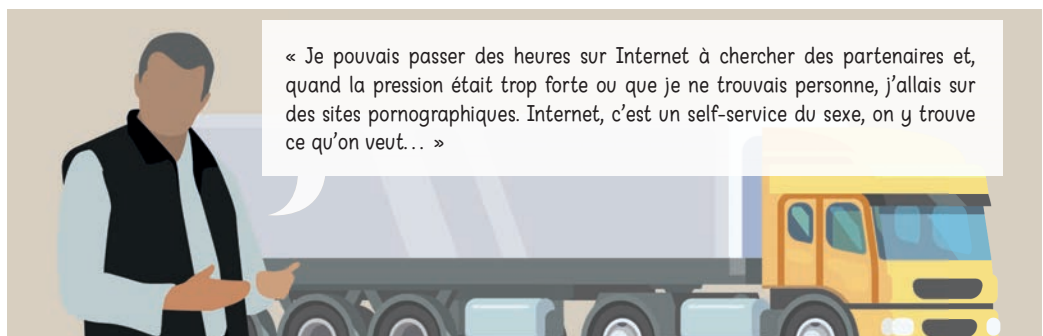 « Je pouvais passer des heures sur Internet à chercher des partenaires et,
quand la pression était trop forte ou que je ne trouvais personne, j’allais sur
des sites pornographiques. Internet, c’est un self-service du sexe, on y trouve
ce qu’on veut… »